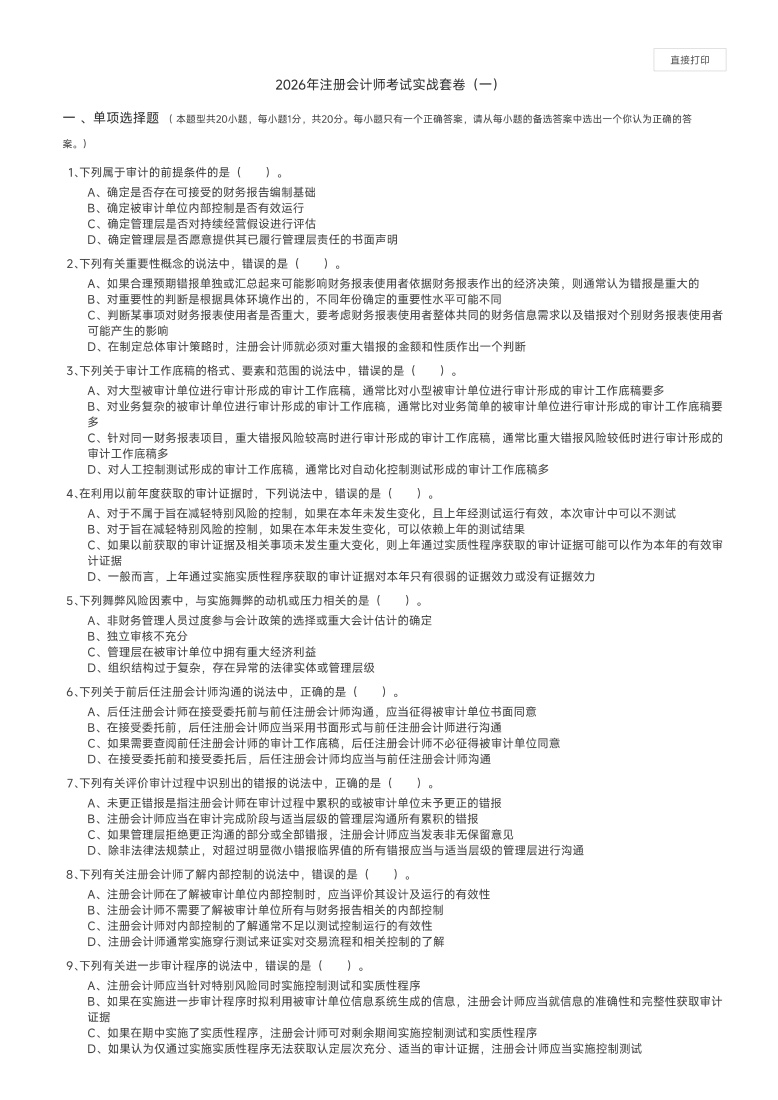 直接打印
2026年注册会计师考试实战套卷（一）
一 、单项选择题 （ 本题型共20小题，每小题1分，共20分。每小题只有一个正确答案，请从每小题的备选答案中选出一个你认为正确的答
案。）
1、下列属于审计的前提条件的是（　　）。
A、确定是否存在可接受的财务报告编制基础
B、确定被审计单位内部控制是否有效运行
C、确定管理层是否对持续经营假设进行评估
D、确定管理层是否愿意提供其已履行管理层责任的书面声明
2、下列有关重要性概念的说法中，错误的是（　　）。
A、如果合理预期错报单独或汇总起来可能影响财务报表使用者依据财务报表作出的经济决策，则通常认为错报是重大的
B、对重要性的判断是根据具体环境作出的，不同年份确定的重要性水平可能不同
C、判断某事项对财务报表使用者是否重大，要考虑财务报表使用者整体共同的财务信息需求以及错报对个别财务报表使用者
可能产生的影响
D、在制定总体审计策略时，注册会计师就必须对重大错报的金额和性质作出一个判断
3、下列关于审计工作底稿的格式、要素和范围的说法中，错误的是（　　）。
A、对大型被审计单位进行审计形成的审计工作底稿，通常比对小型被审计单位进行审计形成的审计工作底稿要多
B、对业务复杂的被审计单位进行审计形成的审计工作底稿，通常比对业务简单的被审计单位进行审计形成的审计工作底稿要
多
C、针对同一财务报表项目，重大错报风险较高时进行审计形成的审计工作底稿，通常比重大错报风险较低时进行审计形成的
审计工作底稿多
D、对人工控制测试形成的审计工作底稿，通常比对自动化控制测试形成的审计工作底稿多
4、在利用以前年度获取的审计证据时，下列说法中，错误的是（　　）。
A、对于不属于旨在减轻特别风险的控制，如果在本年未发生变化，且上年经测试运行有效，本次审计中可以不测试
B、对于旨在减轻特别风险的控制，如果在本年未发生变化，可以依赖上年的测试结果
C、如果以前获取的审计证据及相关事项未发生重大变化，则上年通过实质性程序获取的审计证据可能可以作为本年的有效审
计证据
D、一般而言，上年通过实施实质性程序获取的审计证据对本年只有很弱的证据效力或没有证据效力
5、下列舞弊风险因素中，与实施舞弊的动机或压力相关的是（　　）。
A、非财务管理人员过度参与会计政策的选择或重大会计估计的确定
B、独立审核不充分
C、管理层在被审计单位中拥有重大经济利益
D、组织结构过于复杂，存在异常的法律实体或管理层级
6、下列关于前后任注册会计师沟通的说法中，正确的是（　　）。
A、后任注册会计师在接受委托前与前任注册会计师沟通，应当征得被审计单位书面同意
B、在接受委托前，后任注册会计师应当采用书面形式与前任注册会计师进行沟通
C、如果需要查阅前任注册会计师的审计工作底稿，后任注册会计师不必征得被审计单位同意
D、在接受委托前和接受委托后，后任注册会计师均应当与前任注册会计师沟通
7、下列有关评价审计过程中识别出的错报的说法中，正确的是（　　）。
A、未更正错报是指注册会计师在审计过程中累积的或被审计单位未予更正的错报
B、注册会计师应当在审计完成阶段与适当层级的管理层沟通所有累积的错报
C、如果管理层拒绝更正沟通的部分或全部错报，注册会计师应当发表非无保留意见
D、除非法律法规禁止，对超过明显微小错报临界值的所有错报应当与适当层级的管理层进行沟通
8、下列有关注册会计师了解内部控制的说法中，错误的是（　　）。
A、注册会计师在了解被审计单位内部控制时，应当评价其设计及运行的有效性
B、注册会计师不需要了解被审计单位所有与财务报告相关的内部控制
C、注册会计师对内部控制的了解通常不足以测试控制运行的有效性
D、注册会计师通常实施穿行测试来证实对交易流程和相关控制的了解
9、下列有关进一步审计程序的说法中，错误的是（　　）。
A、注册会计师应当针对特别风险同时实施控制测试和实质性程序
B、如果在实施进一步审计程序时拟利用被审计单位信息系统生成的信息，注册会计师应当就信息的准确性和完整性获取审计
证据
C、如果在期中实施了实质性程序，注册会计师可对剩余期间实施控制测试和实质性程序
D、如果认为仅通过实施实质性程序无法获取认定层次充分、适当的审计证据，注册会计师应当实施控制测试